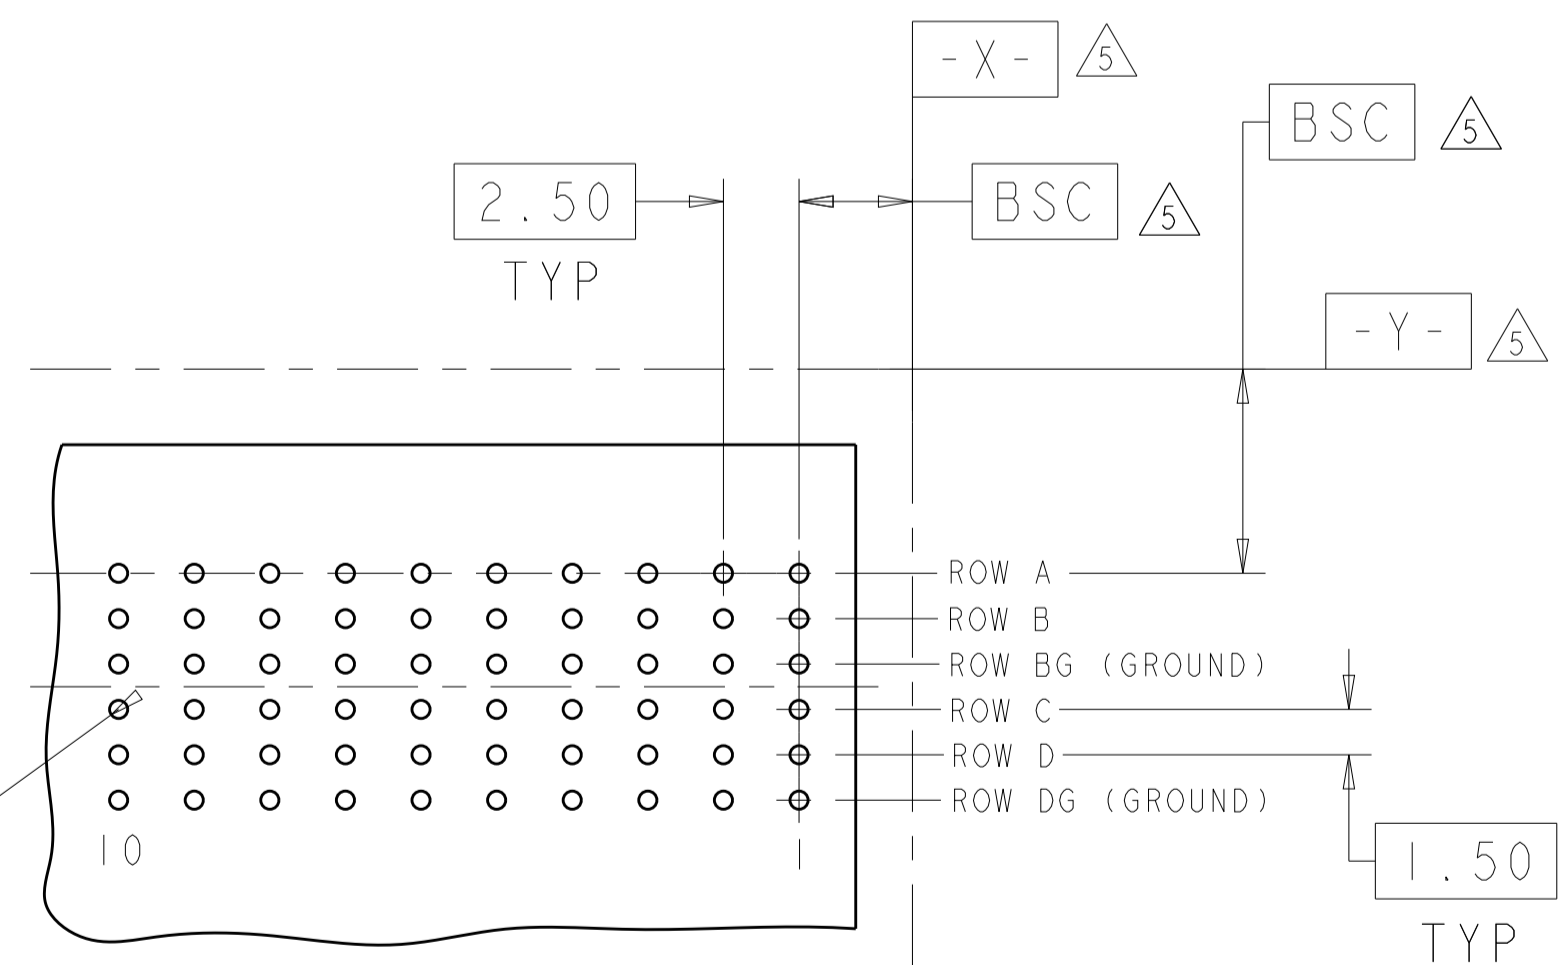 - X -
5
BSC
5
2.50
BSC
5
TYP
- Y -
5
ROW A
ROW B
ROW BG (GROUND)
ROW C
ROW D
ROW DG (GROUND)
10
1
1.50
TYP